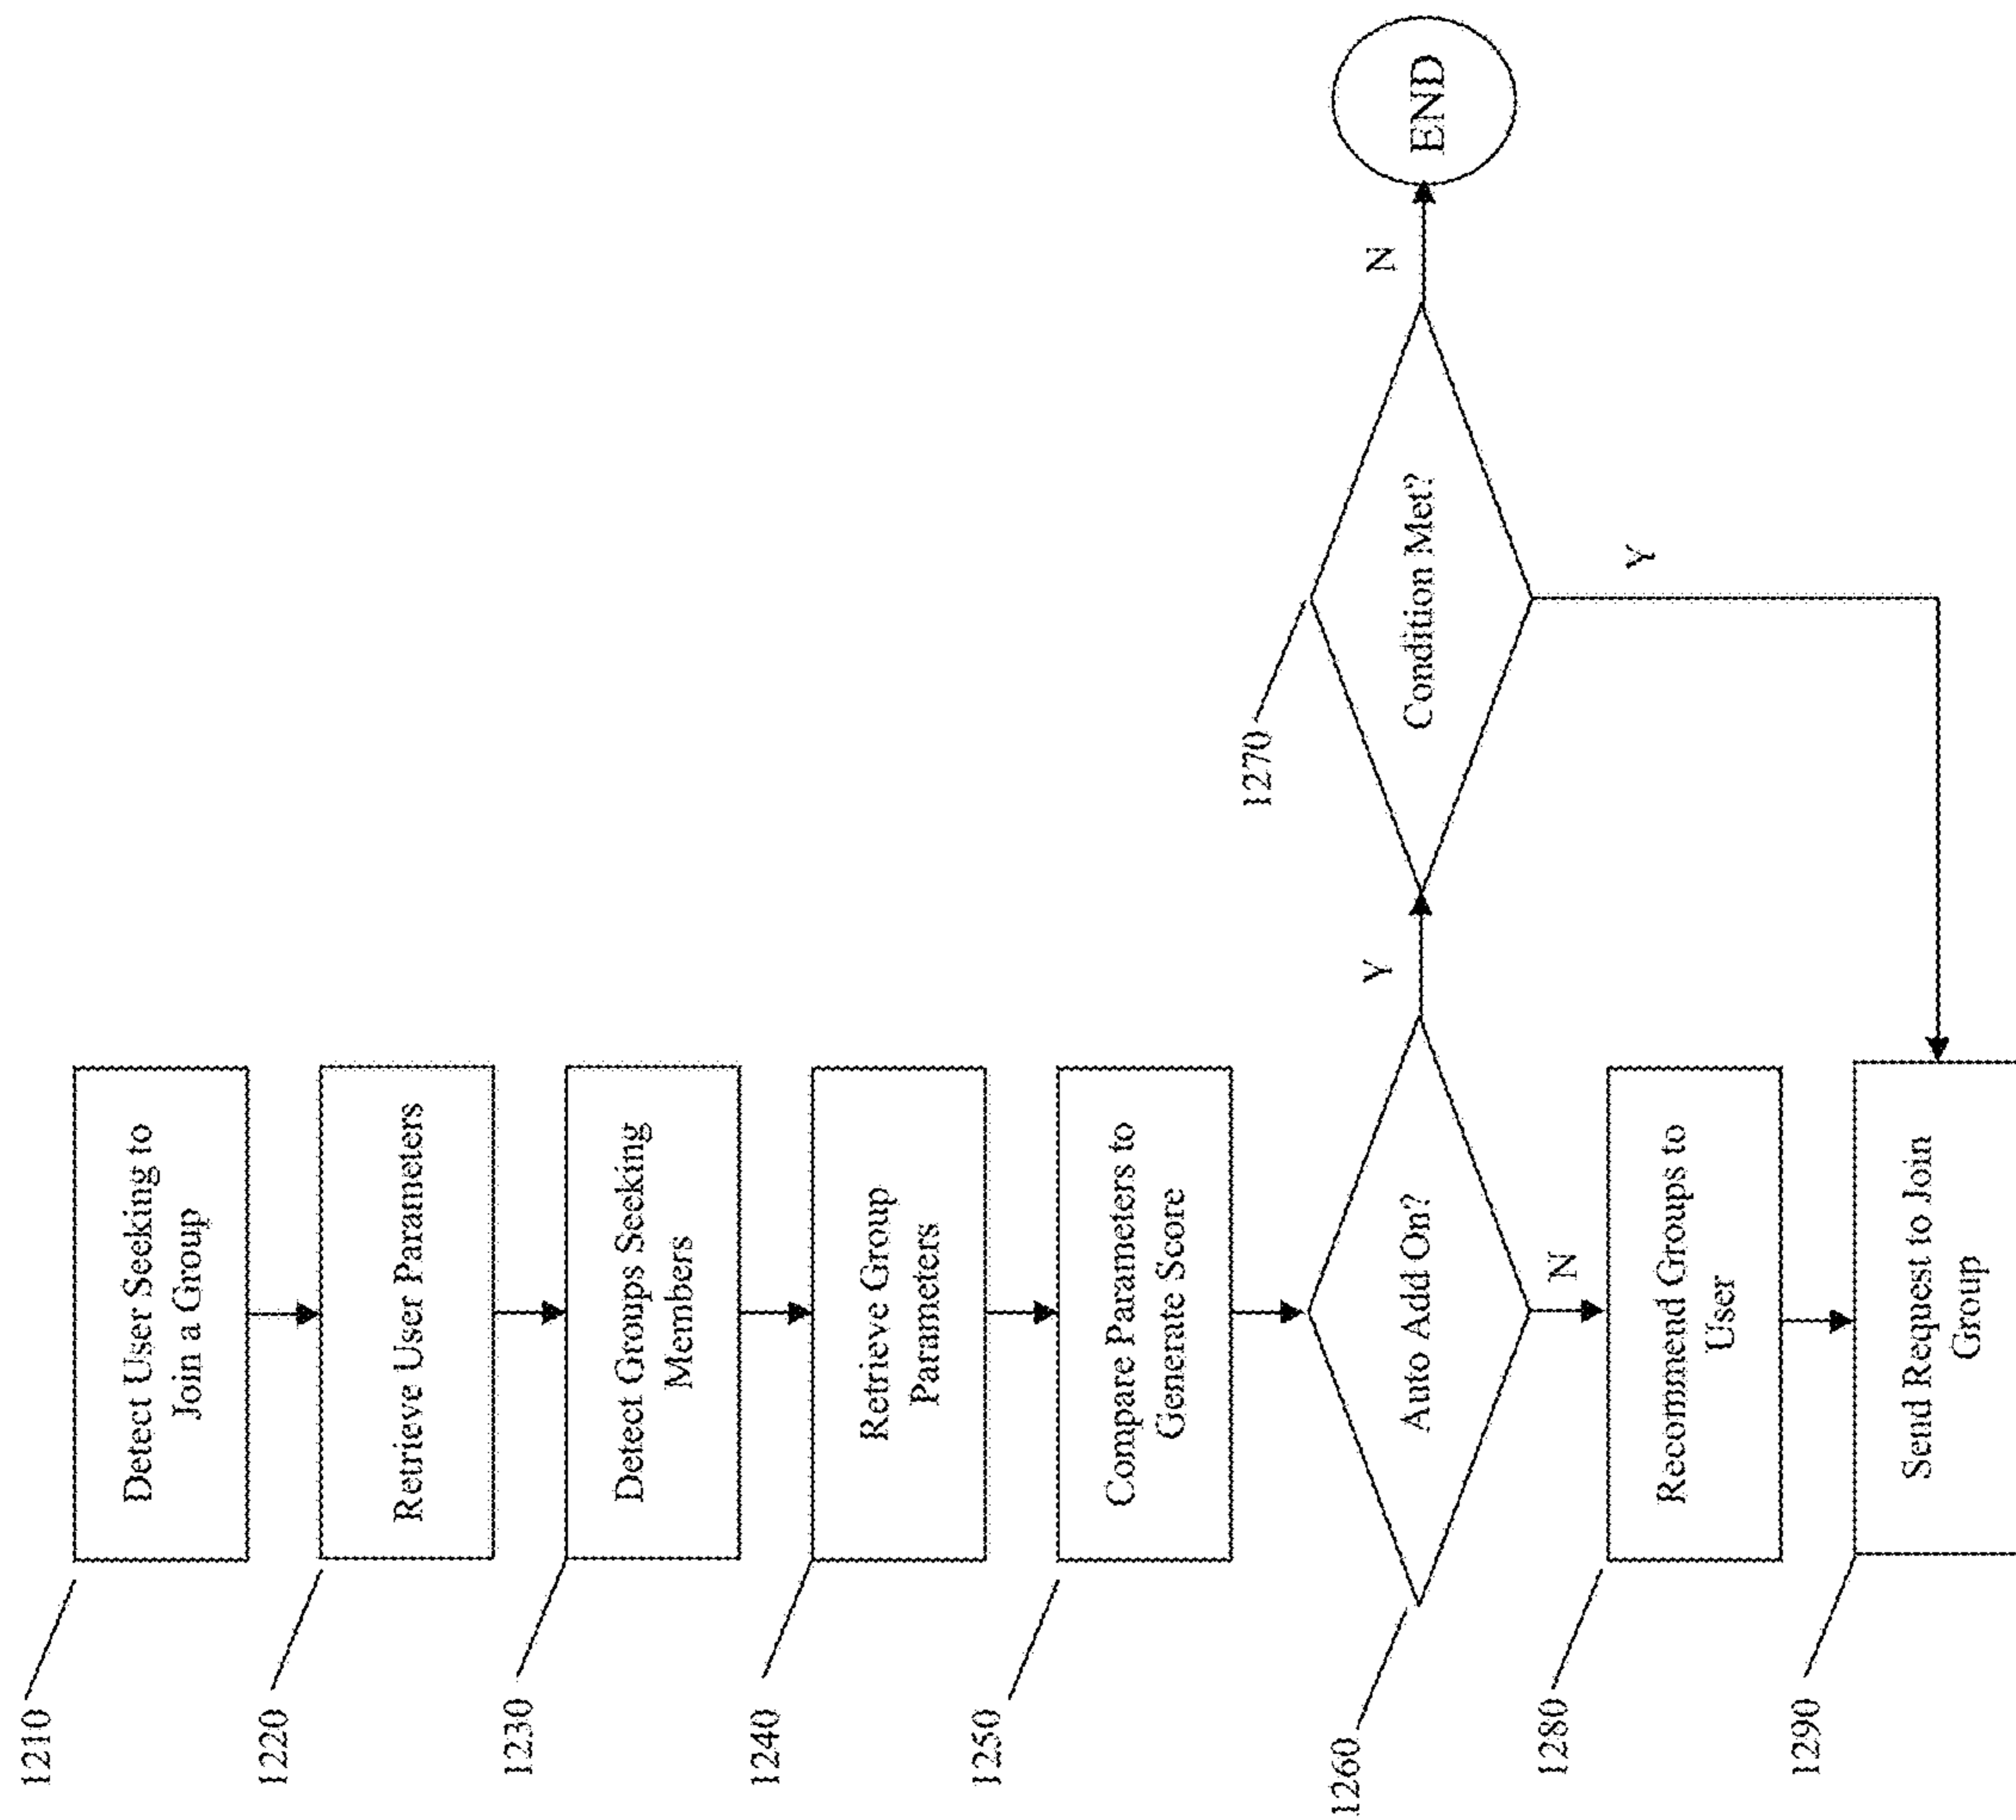 1210
Detect User Seeking to
Join a Group
1220
Retrieve User Parameters
1230
Detect Groups Seeking
Members
1240
Retrieve Group
Parameters
1250
Compare Parameters to
Generate Score
1260
Auto Add On?
Y
1270
Condition Met?
N
END
Y
N
1280
Recommend Groups to
User
1290
Send Request to Join
Group